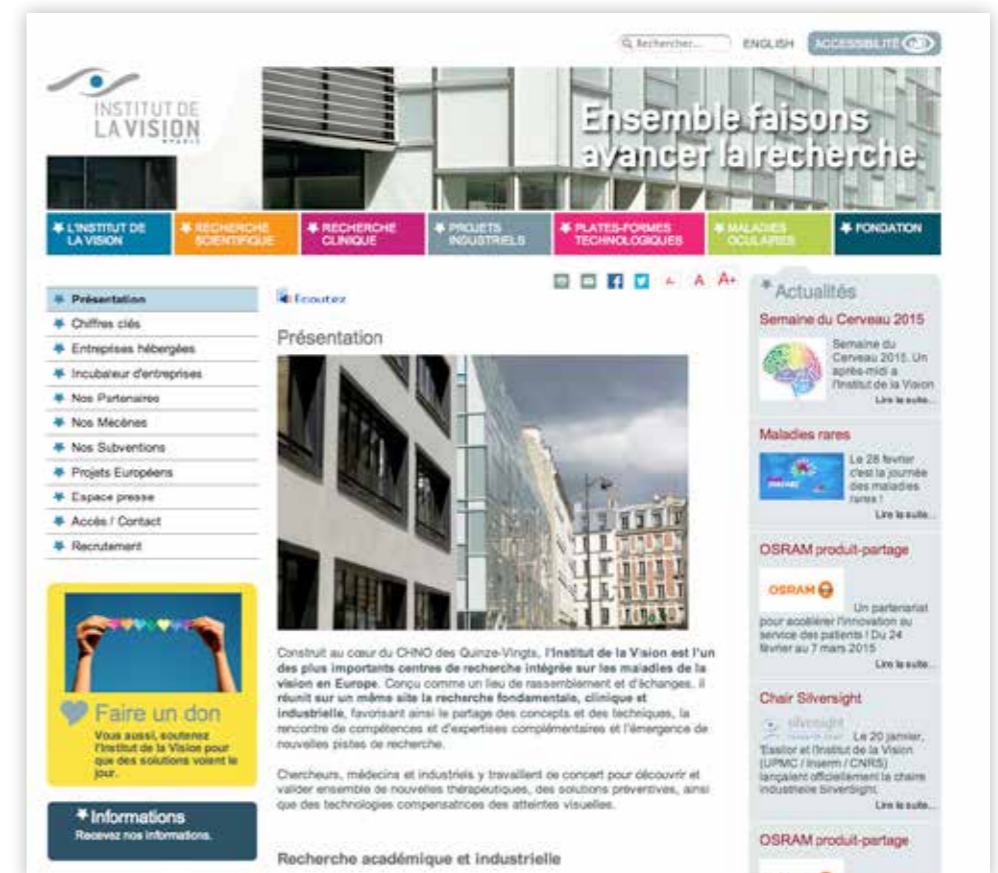 Rechercher...
ENGLISH
ACCESSIBILITÉ
INSTITUT DE
LA VISION
Ensemble faisons
avancer la recherche.
L'INSTITUT DE
LA VISION
RECHERCHE
SCIENTIFIQUE
RECHERCHE
CLINIQUE
PROJETS
INDUSTRIELS
PLATES-FORMES
TECHNOLOGIQUES
MALADIES
OCULAIRES
FONDATION
Présentation
Chiffres clés
Entreprises hébergées
Incubateur d'entreprises
Nos Partenaires
Nos Mécènes
Nos Subventions
Projets Européens
Espace presse
Accès / Contact
Recrutement
Faire un don
Vous aussi, soutenez
l'Institut de la Vision pour
que des solutions voient le
jour.
Informations
Recevez nos informations.
A-
A
A+
Ecoutez
Présentation
Construit au cœur du CHNO des Quinze-Vingts, l'Institut de la Vision est l'un
des plus importants centres de recherche intégrée sur les maladies de la
vision en Europe. Conçu comme un lieu de rassemblement et d'échanges, il
réunit sur un même site la recherche fondamentale, clinique et
industrielle, favorisant ainsi le partage des concepts et des techniques, la
rencontre de compétences et d'expertises complémentaires et l'émergence de
nouvelles pistes de recherche.
Chercheurs, médecins et industriels y travaillent de concert pour découvrir et
valider ensemble de nouvelles thérapeutiques, des solutions préventives, ainsi
que des technologies compensatrices des atteintes visuelles.
Recherche académique et industrielle
Actualités
Semaine du Cerveau 2015
Semaine du
Cerveau 2015. Un
après-midi a
l'Institut de la Vision
Lire la suite...
Maladies rares
Le 28 fevrier
c'est la journée
des maladies
rares !
Lire la suite...
OSRAM produit-partage
OSRAM
Un partenariat
pour accélérer l'innovation au
service des patients ! Du 24
février au 7 mars 2015
Lire la suite...
Chair Silversight
silversight
Le 20 janvier,
Essilor et l'Institut de la Vision
(UPMC / Inserm / CNRS)
lançaient officiellement la chaire
industrielle SilverSight.
Lire la suite...
OSRAM produit-partage